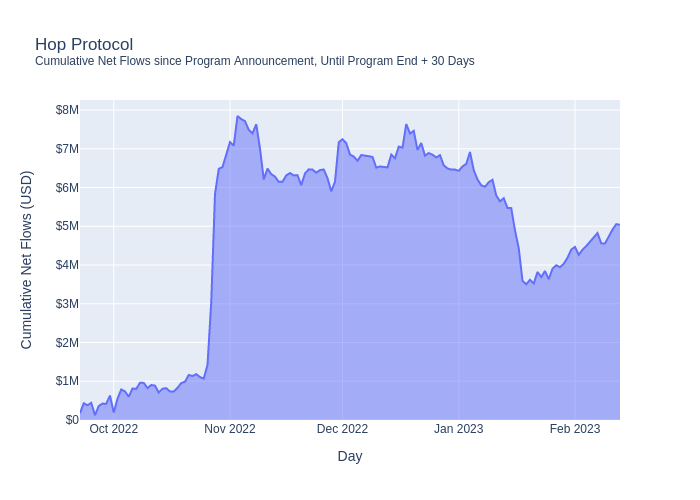 Hop Protocol
Cumulative Net Flows since Program Announcement, Until Program End + 30 Days
Cumulative Net Flows (USD)
$8M
$7M
$6M
$5M
$4M
$3M
$2M
$1M
$0
Oct 2022
Nov 2022
Dec 2022
Jan 2023
Feb 2023
Day